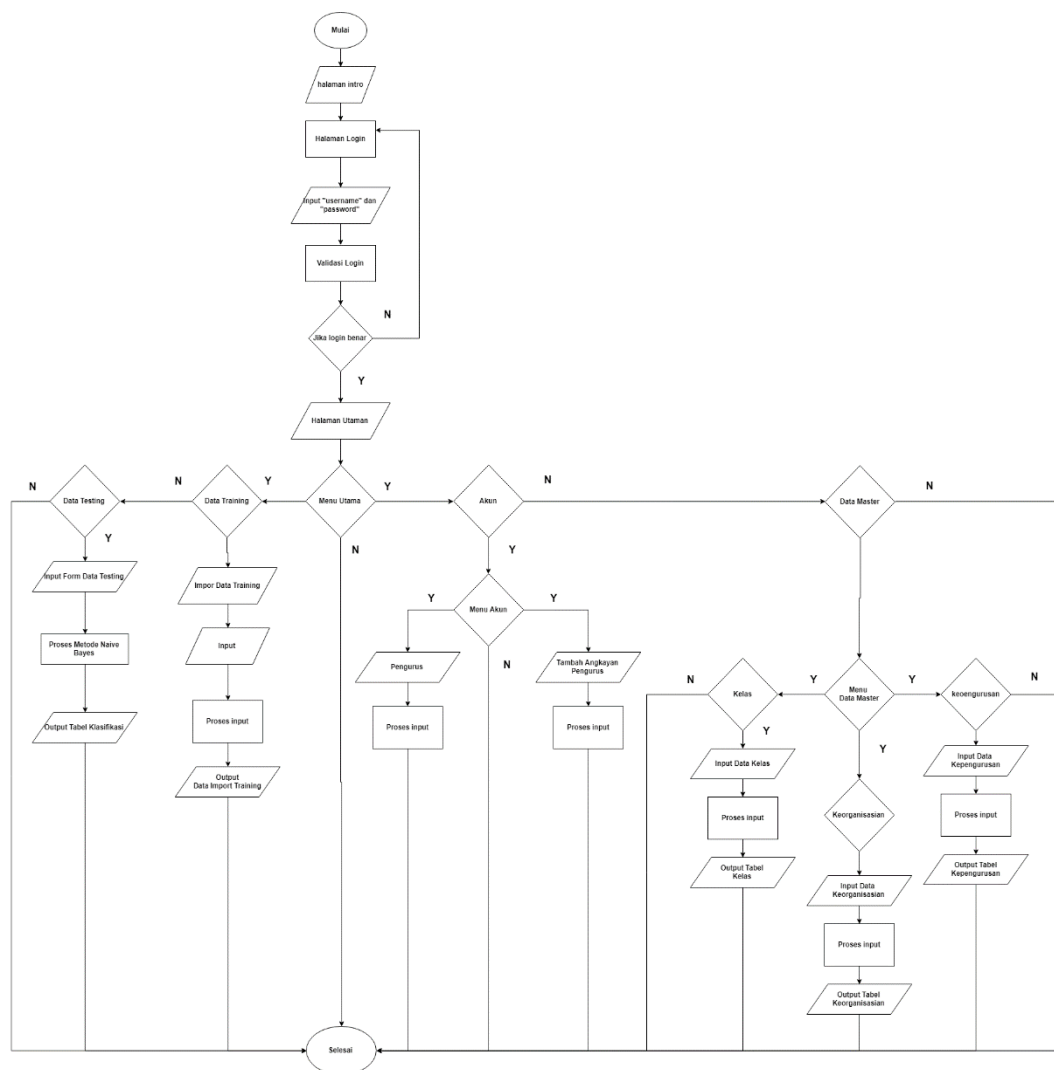 Mulai
halaman intro
Halaman Login
Input "username" dan
"password"
Validasi Login
N
Jika login benar
Y
Halaman Utaman
N
Data Testing
N
Data Training
Y
Menu Utama
Y
Akun
N
Data Master
N
Y
N
Y
Input Form Data Testing
Impor Data Training
Y
Menu Akun
Y
Proses Metode Naive
Bayes
Input
Pengurus
N
Tambah Angkayan
Pengurus
N
Kelas
Y
Menu
Data Master
Y
keoengurusan
N
Output Tabel Klasifikasi
Proses input
Proses input
Proses input
Y
Y
Input Data Kelas
Input Data
Kepengurusan
Output
Data Import Training
Proses input
Keorganisasian
Proses input
Output Tabel
Kelas
Output Tabel
Kepengurusan
Input Data
Keorganisasian
Proses input
Output Tabel
Keorganisasian
Selesai